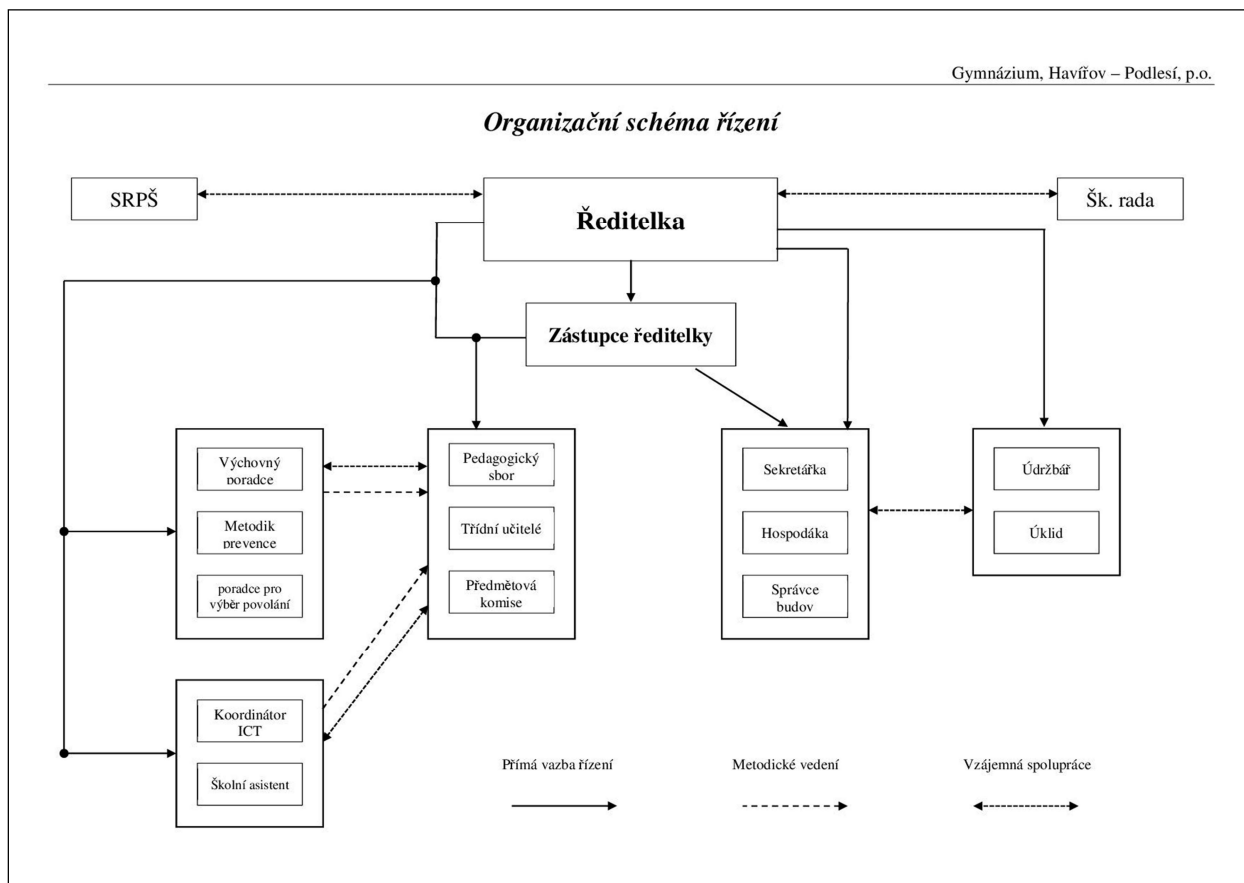 Gymnázium, Havířov – Podlesí, p.o.
Organizační schéma řízení
SRPŠ
Ředitelka
Šk. rada
Zástupce ředitelky
Výchovný
poradce
Metodik
prevence
poradce pro
výběr povolání
Pedagogický
sbor
Třídní učitelé
Předmětová
komise
Sekretářka
Hospodáka
Správce
budov
Údržbář
Úklid
Koordinátor
ICT
Školní asistent
Přímá vazba řízení
Metodické vedení
Vzájemná spolupráce